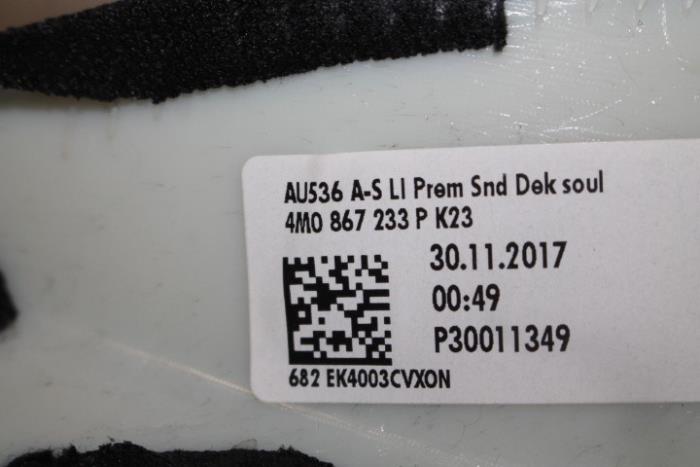 AU536 A-S LI Prem Snd Dek soul
4M0 867 233 P K23
30.11.2017
00:49
P30011349
682 EK4003CVXON